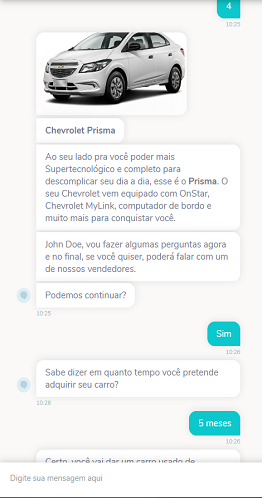 4
10:25
Chevrolet Prisma
Ao seu lado pra você poder mais
Supertecnológico e completo para
descomplicar seu dia a dia, esse é o Prisma. O
seu Chevrolet vem equipado com OnStar,
Chevrolet MyLink, computador de bordo e
muito mais para conquistar você.
John Doe, vou fazer algumas perguntas agora
e no final, se você quiser, poderá falar com um
de nossos vendedores.
Podemos continuar?
10:25
Sim
10:26
Sabe dizer em quanto tempo você pretende
adquirir seu carro?
10:26
5 meses
10:26
Certo, você vai dar um carro usado de
Digite sua mensagem aqui